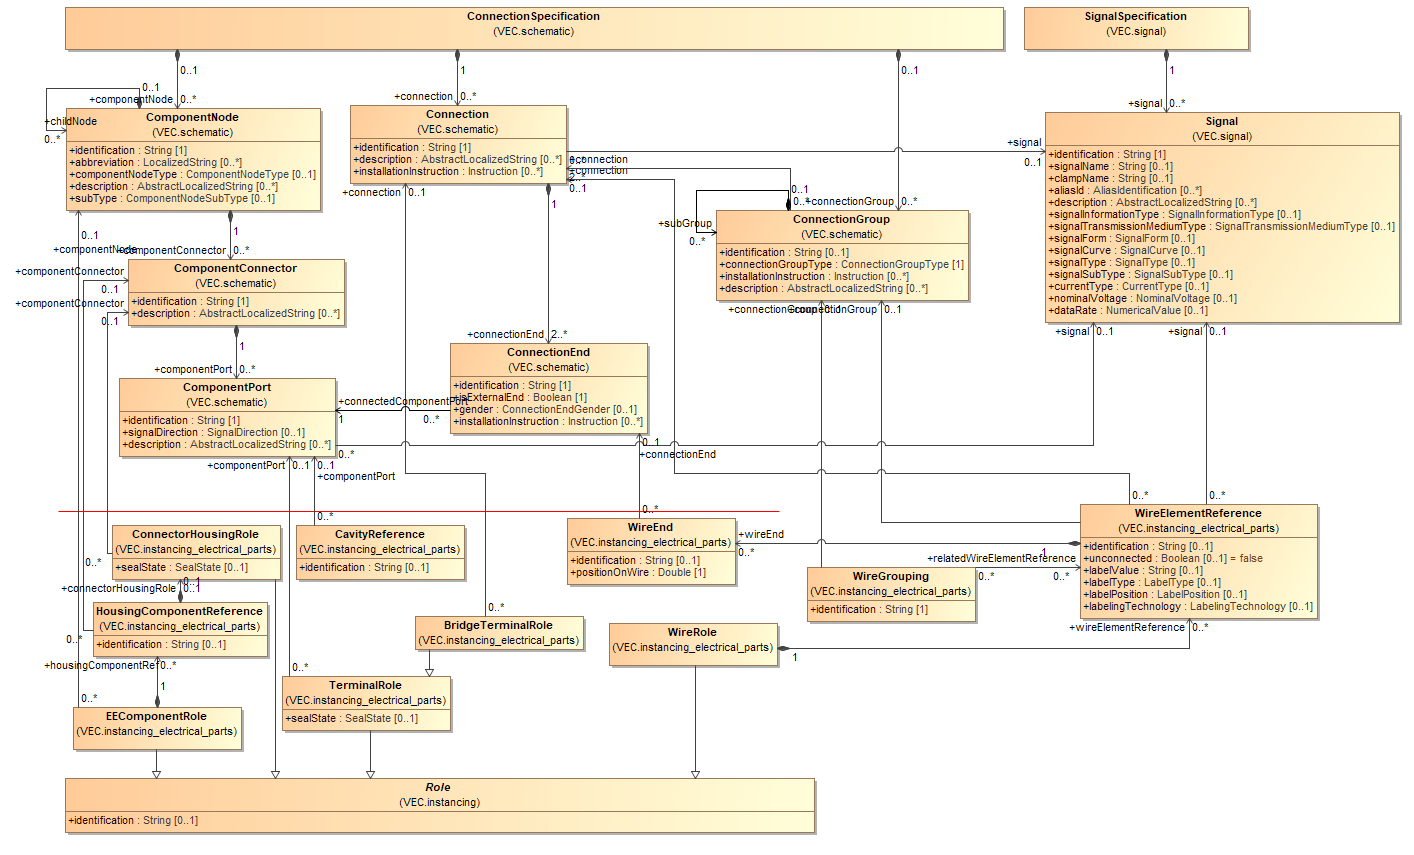 ConnectionSpecification
(VEC.schematic)
SignalSpecification
(VEC.signal)
0..1
1
0..1
1
0..1
+componentNode
0..*
+connection
0..*
+signal
0..*
+childNode
0..*
ComponentNode
(VEC.schematic)
+identification : String [1]
+abbreviation : LocalizedString [0..*]
+componentNodeType : ComponentNodeType [0..1]
+description : AbstractLocalizedString [0..*]
+subType : ComponentNodeSubType [0..1]
Connection
(VEC.schematic)
+identification : String [1]
+description : AbstractLocalizedString [0..*]
+installationInstruction : Instruction [0..*]
+connection
+connection
0..1
+connection
0..1
1
+signal
0..1
Signal
(VEC.signal)
+identification : String [1]
+signalName : String [0..1]
+clampName : String [0..1]
+aliasId : AliasIdentification [0..*]
+description : AbstractLocalizedString [0..*]
+signalInformationType : SignalInformationType [0..1]
+signalTransmissionMediumType : SignalTransmissionMediumType [0..1]
+signalForm : SignalForm [0..1]
+signalCurve : SignalCurve [0..1]
+signalType : SignalType [0..1]
+signalSubType : SignalSubType [0..1]
+currentType : CurrentType [0..1]
+nominalVoltage : NominalVoltage [0..1]
+dataRate : NumericalValue [0..1]
0..1
0..*
+connectionGroup
0..*
+subGroup
0..*
ConnectionGroup
(VEC.schematic)
+identification : String [0..1]
+connectionGroupType : ConnectionGroupType [1]
+installationInstruction : Instruction [0..*]
+description : AbstractLocalizedString [0..*]
0..1
+componentNode
1
+componentConnector
0..*
+componentConnector
0..1
+componentConnector
0..1
ComponentConnector
(VEC.schematic)
+identification : String [1]
+description : AbstractLocalizedString [0..*]
+connectionGroup
0..1
+connectionGroup
0..1
+signal
0..1
+signal
0..1
1
+componentPort
0..*
+connectionEnd
2..*
ConnectionEnd
(VEC.schematic)
+identification : String [1]
+isExternalEnd : Boolean [1]
+gender : ConnectionEndGender [0..1]
+installationInstruction : Instruction [0..*]
ComponentPort
(VEC.schematic)
+identification : String [1]
+signalDirection : SignalDirection [0..1]
+description : AbstractLocalizedString [0..*]
+connectedComponentPort
1
0..*
0..*
0..1
+connectionEnd
+componentPort
0..1
0..1
+componentPort
0..*
0..*
0..*
0..*
ConnectorHousingRole
(VEC.instancing_electrical_parts)
+sealState : SealState [0..1]
CavityReference
(VEC.instancing_electrical_parts)
+identification : String [0..1]
WireEnd
(VEC.instancing_electrical_parts)
+identification : String [0..1]
+positionOnWire : Double [1]
+wireEnd
0..*
1
WireElementReference
(VEC.instancing_electrical_parts)
+identification : String [0..1]
+unconnected : Boolean [0..1] = false
+labelValue : String [0..1]
+labelType : LabelType [0..1]
+labelPosition : LabelPosition [0..1]
+labelingTechnology : LabelingTechnology [0..1]
0..*
+relatedWireElementReference
0..*
0..*
WireGrouping
(VEC.instancing_electrical_parts)
+identification : String [1]
+connectorHousingRole
0..1
0..1
HousingComponentReference
(VEC.instancing_electrical_parts)
+identification : String [0..1]
0..*
0..*
BridgeTerminalRole
(VEC.instancing_electrical_parts)
WireRole
(VEC.instancing_electrical_parts)
1
+wireElementReference
0..*
+housingComponentRef
0..*
1
0..*
0..*
TerminalRole
(VEC.instancing_electrical_parts)
+sealState : SealState [0..1]
EEComponentRole
(VEC.instancing_electrical_parts)
Role
(VEC.instancing)
+identification : String [0..1]